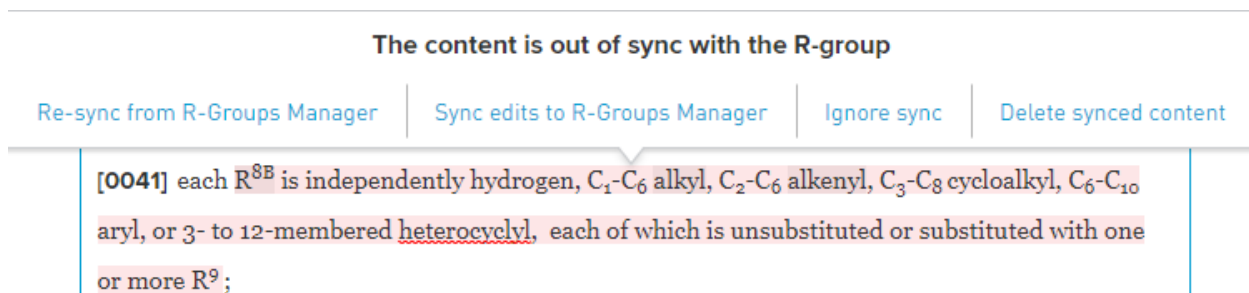 The content is out of sync with the R-group
Re-sync from R-Groups Manager Sync edits to R-Groups Manager Ignore sync Delete synced content
[0041] each R⁸ᴮ is independently hydrogen, C₁-C₆ alkyl, C₂-C₆ alkenyl, C₃-C₈ cycloalkyl, C₆-C₁₀
aryl, or 3- to 12-membered heterocyclyl, each of which is unsubstituted or substituted with one
or more R⁹;